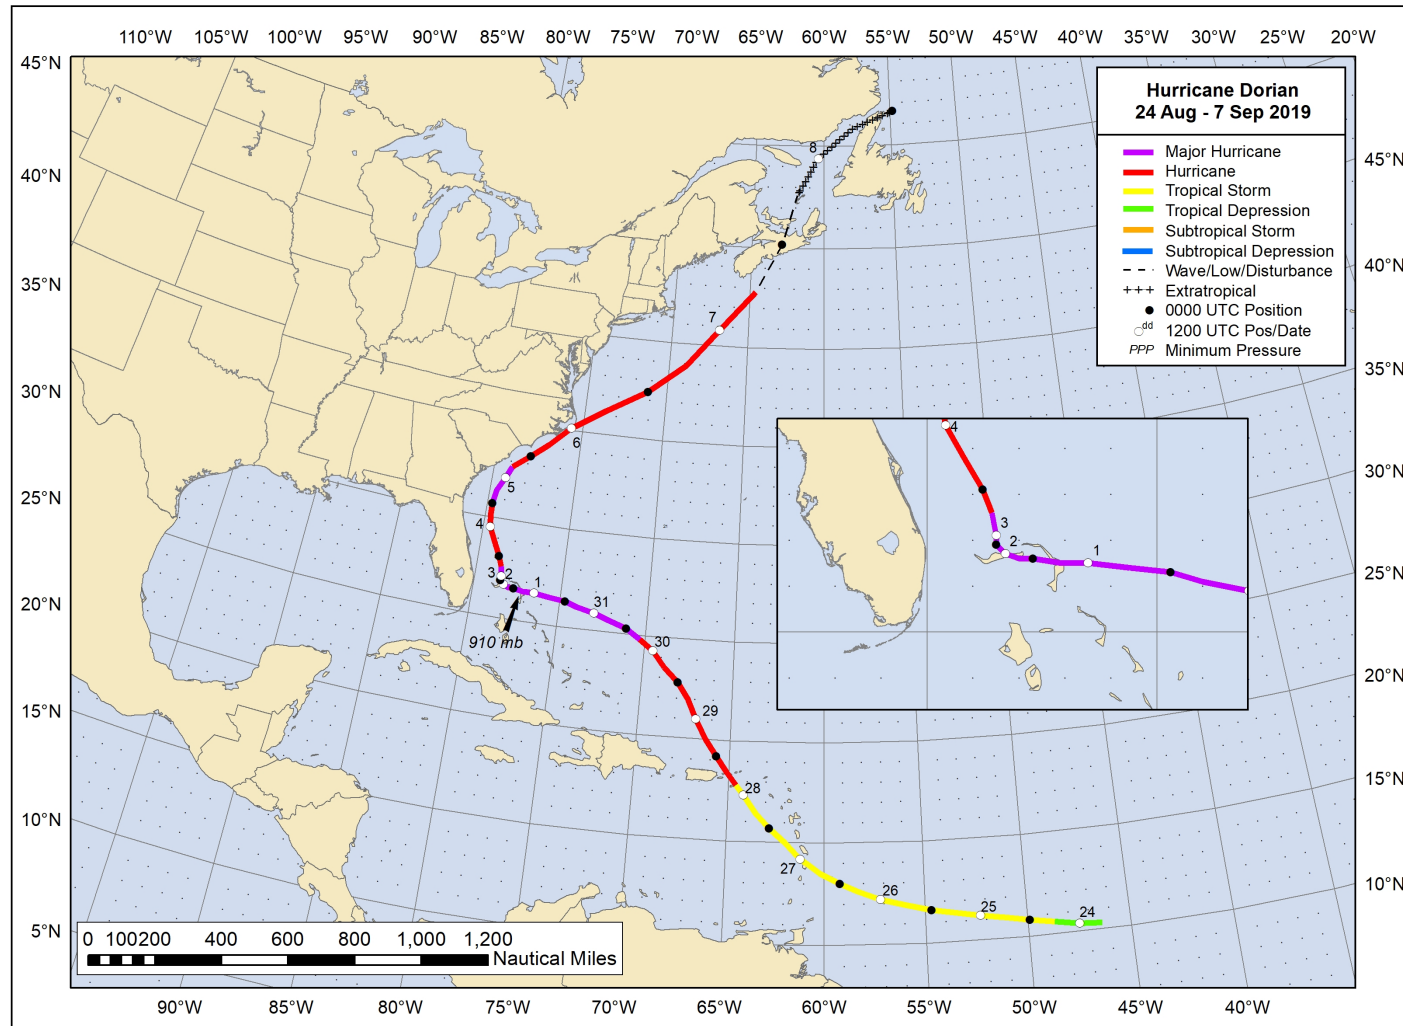 110°W 105°W 100°W 95°W 90°W 85°W 80°W 75°W 70°W 65°W 60°W 55°W 50°W 45°W 40°W 35°W 30°W 25°W 20°W
45°N
40°N
35°N
30°N
25°N
20°N
15°N
10°N
5°N
Hurricane Dorian
24 Aug - 7 Sep 2019
Major Hurricane
Hurricane
Tropical Storm
Tropical Depression
Subtropical Storm
Subtropical Depression
Wave/Low/Disturbance
Extratropical
0000 UTC Position
dd 1200 UTC Pos/Date
PPP Minimum Pressure
45°N
40°N
35°N
30°N
25°N
20°N
15°N
10°N
8
7
6
5
4
3 2 1
31
30
910 mb
29
28
27
26
25
24
4
3
2
1
0 100 200 400 600 800 1,000 1,200
Nautical Miles
90°W 85°W 80°W 75°W 70°W 65°W 60°W 55°W 50°W 45°W 40°W